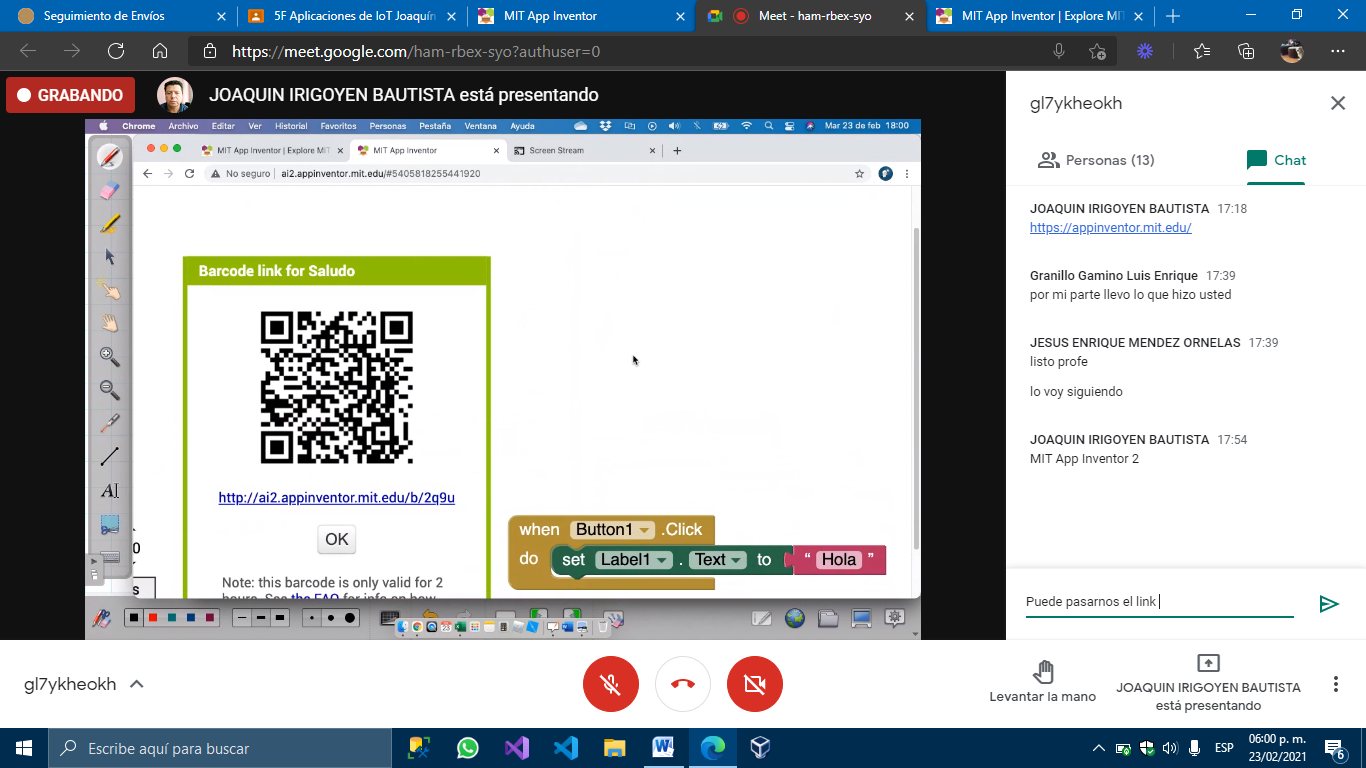 Seguimiento de Envíos
5F Aplicaciones de IoT Joaquín
MIT App Inventor
Meet - ham-rbex-syo
MIT App Inventor | Explore MI
https://meet.google.com/ham-rbex-syo?authuser=0
GRABANDO
JOAQUIN IRIGOYEN BAUTISTA está presentando
Chrome Archivo Editar Ver Historial Favoritos Personas Pestaña Ventana Ayuda
Mar 23 de feb 18:00
MIT App Inventor | Explore MIT
MIT App Inventor
Screen Stream
No seguro | ai2.appinventor.mit.edu/#5405818255441920
Barcode link for Saludo
http://ai2.appinventor.mit.edu/b/2q9u
OK
Note: this barcode is only valid for 2
when Button1 .Click
do set Label1 . Text to " Hola "
gl7ykheokh
Personas (13)
Chat
JOAQUIN IRIGOYEN BAUTISTA 17:18
https://appinventor.mit.edu/
Granillo Gamino Luis Enrique 17:39
por mi parte llevo lo que hizo usted
JESUS ENRIQUE MENDEZ ORNELAS 17:39
listo profe
lo voy siguiendo
JOAQUIN IRIGOYEN BAUTISTA 17:54
MIT App Inventor 2
Puede pasarnos el link
gl7ykheokh
Levantar la mano
JOAQUIN IRIGOYEN BAUTISTA
está presentando
Escribe aquí para buscar
ESP
06:00 p. m.
23/02/2021
6